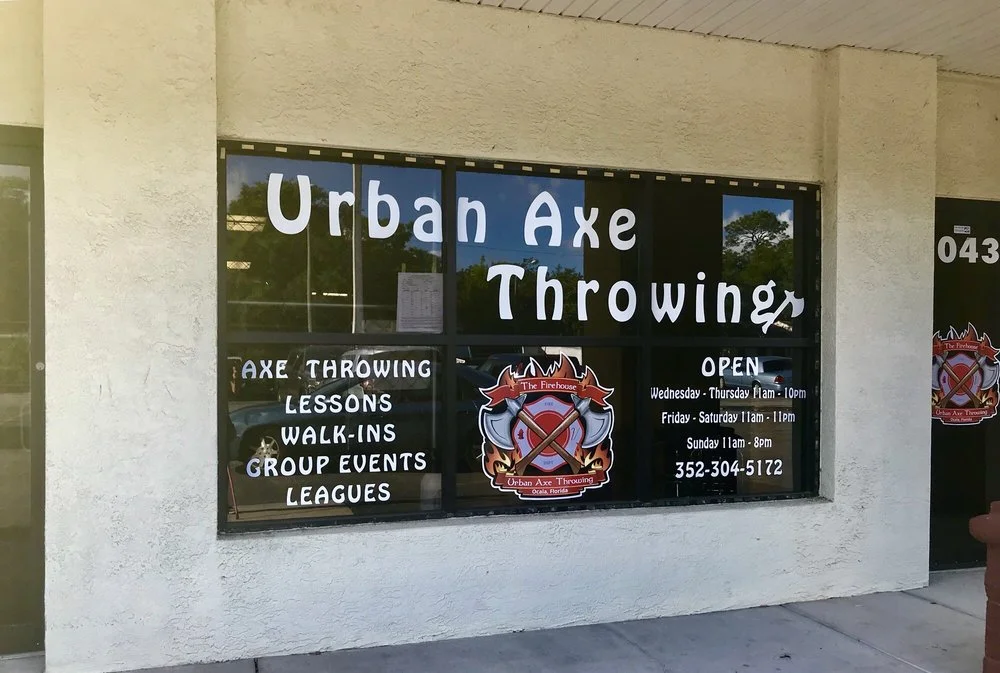 Urban Axe
Throwing
AXE THROWING
LESSONS
WALK-INS
GROUP EVENTS
LEAGUES
The Firehouse
Urban Axe Throwing
Ocala, Florida
OPEN
Wednesday - Thursday 11am - 10pm
Friday - Saturday 11am - 11pm
Sunday 11am - 8pm
352-304-5172
043
The Firehouse
Urban Axe Throwing
Ocala, Florida